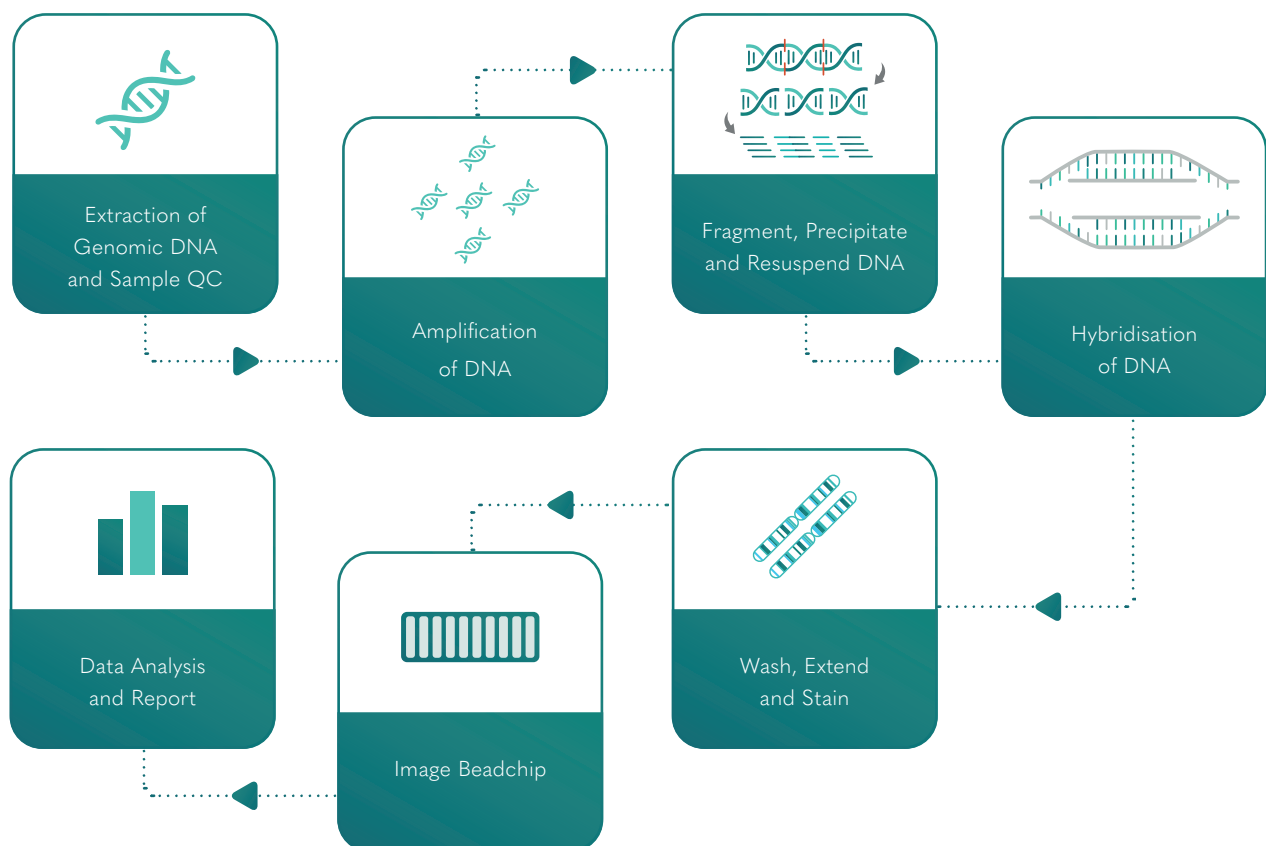 Extraction of
Genomic DNA
and Sample QC
Amplification
of DNA
Fragment, Precipitate
and Resuspend DNA
Hybridisation
of DNA
Wash, Extend
and Stain
Image Beadchip
Data Analysis
and Report